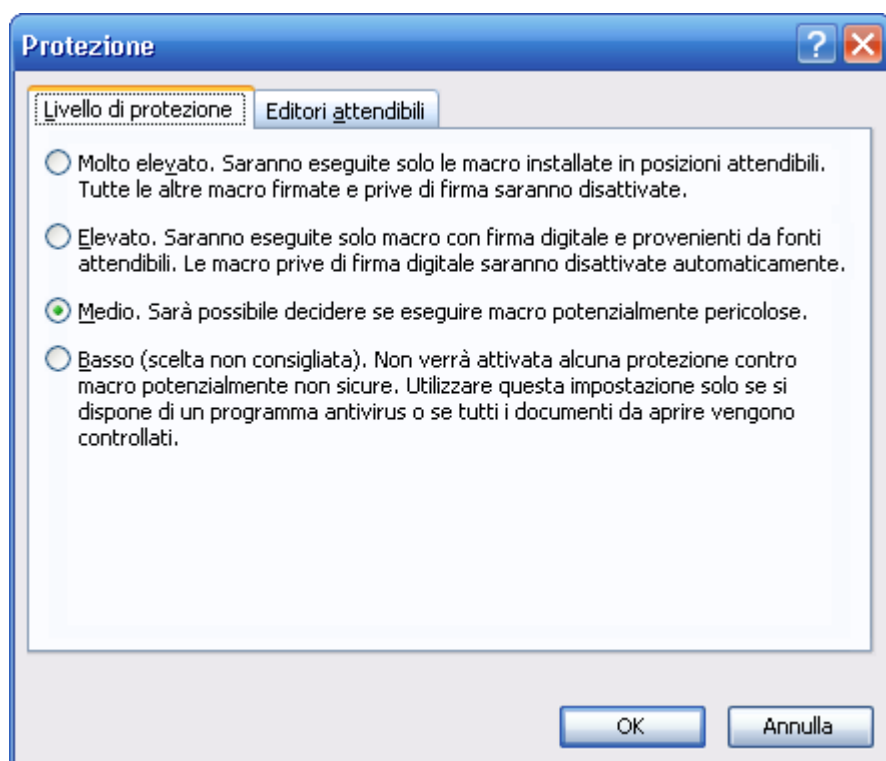 Protezione
Livello di protezione
Editori attendibili
Molto elevato. Saranno eseguite solo le macro installate in posizioni attendibili.
Tutte le altre macro firmate e prive di firma saranno disattivate.
Elevato. Saranno eseguite solo macro con firma digitale e provenienti da fonti
attendibili. Le macro prive di firma digitale saranno disattivate automaticamente.
Medio. Sarà possibile decidere se eseguire macro potenzialmente pericolose.
Basso (scelta non consigliata). Non verrà attivata alcuna protezione contro
macro potenzialmente non sicure. Utilizzare questa impostazione solo se si
dispone di un programma antivirus o se tutti i documenti da aprire vengono
controllati.
OK
Annulla